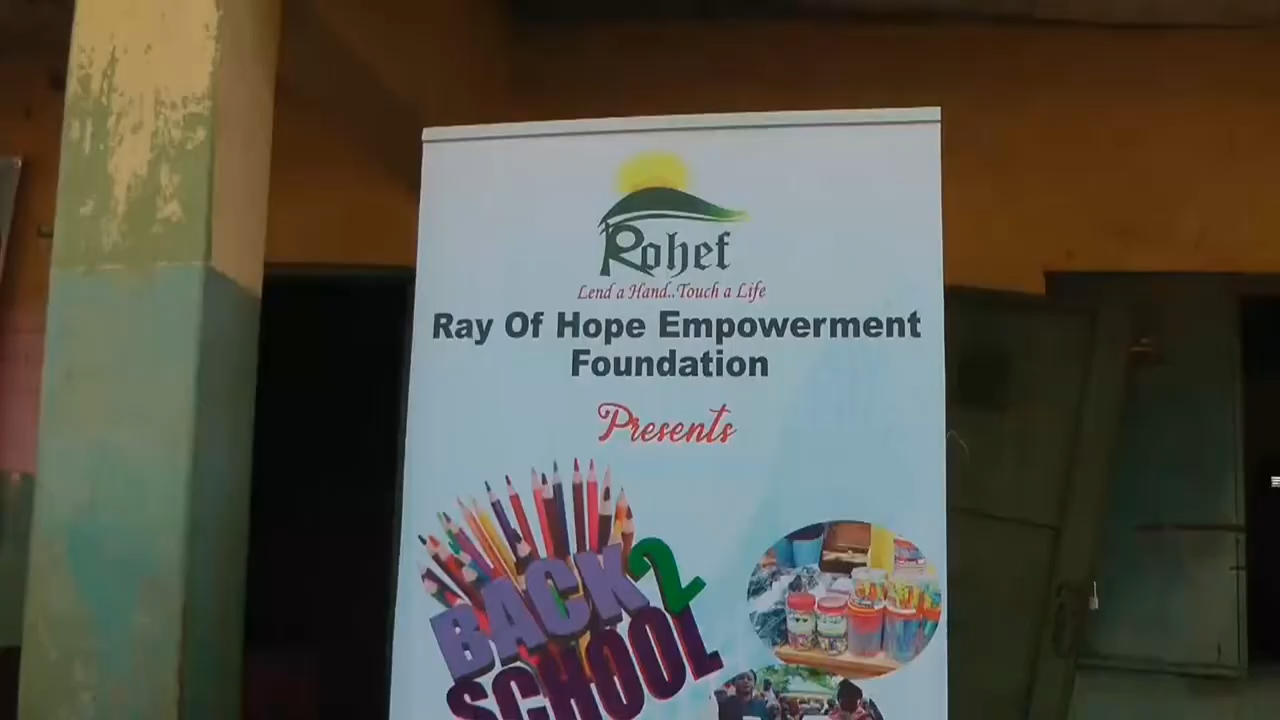 Rohef
Lend a Hand..Touch a Life
Ray Of Hope Empowerment
Foundation
Presents
BACK 2
SCHOOL